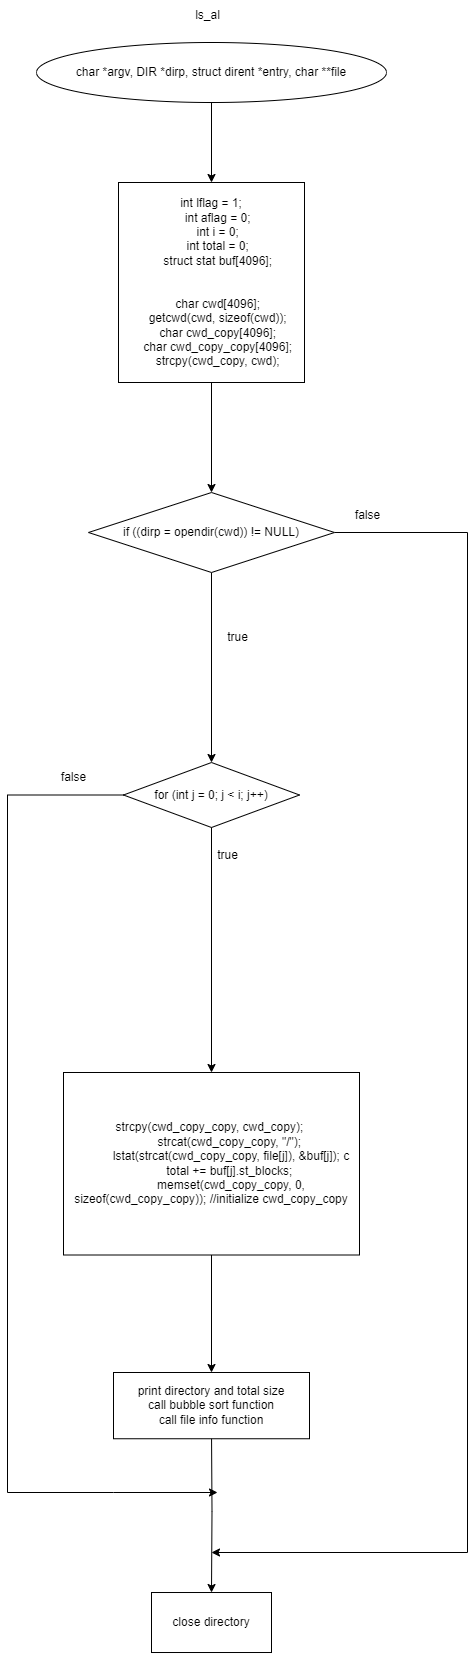 ls_al
char *argv, DIR *dirp, struct dirent *entry, char **file
int lflag = 1;
int aflag = 0;
int i = 0;
int total = 0;
struct stat buf[4096];
char cwd[4096];
getcwd(cwd, sizeof(cwd));
char cwd_copy[4096];
char cwd_copy_copy[4096];
strcpy(cwd_copy, cwd);
false
if ((dirp = opendir(cwd)) != NULL)
true
false
for (int j = 0; j < i; j++)
true
strcpy(cwd_copy_copy, cwd_copy);
strcat(cwd_copy_copy, "/");
lstat(strcat(cwd_copy_copy, file[j]), &buf[j]); c
total += buf[j].st_blocks;
memset(cwd_copy_copy, 0,
sizeof(cwd_copy_copy)); //initialize cwd_copy_copy
print directory and total size
call bubble sort function
call file info function
close directory